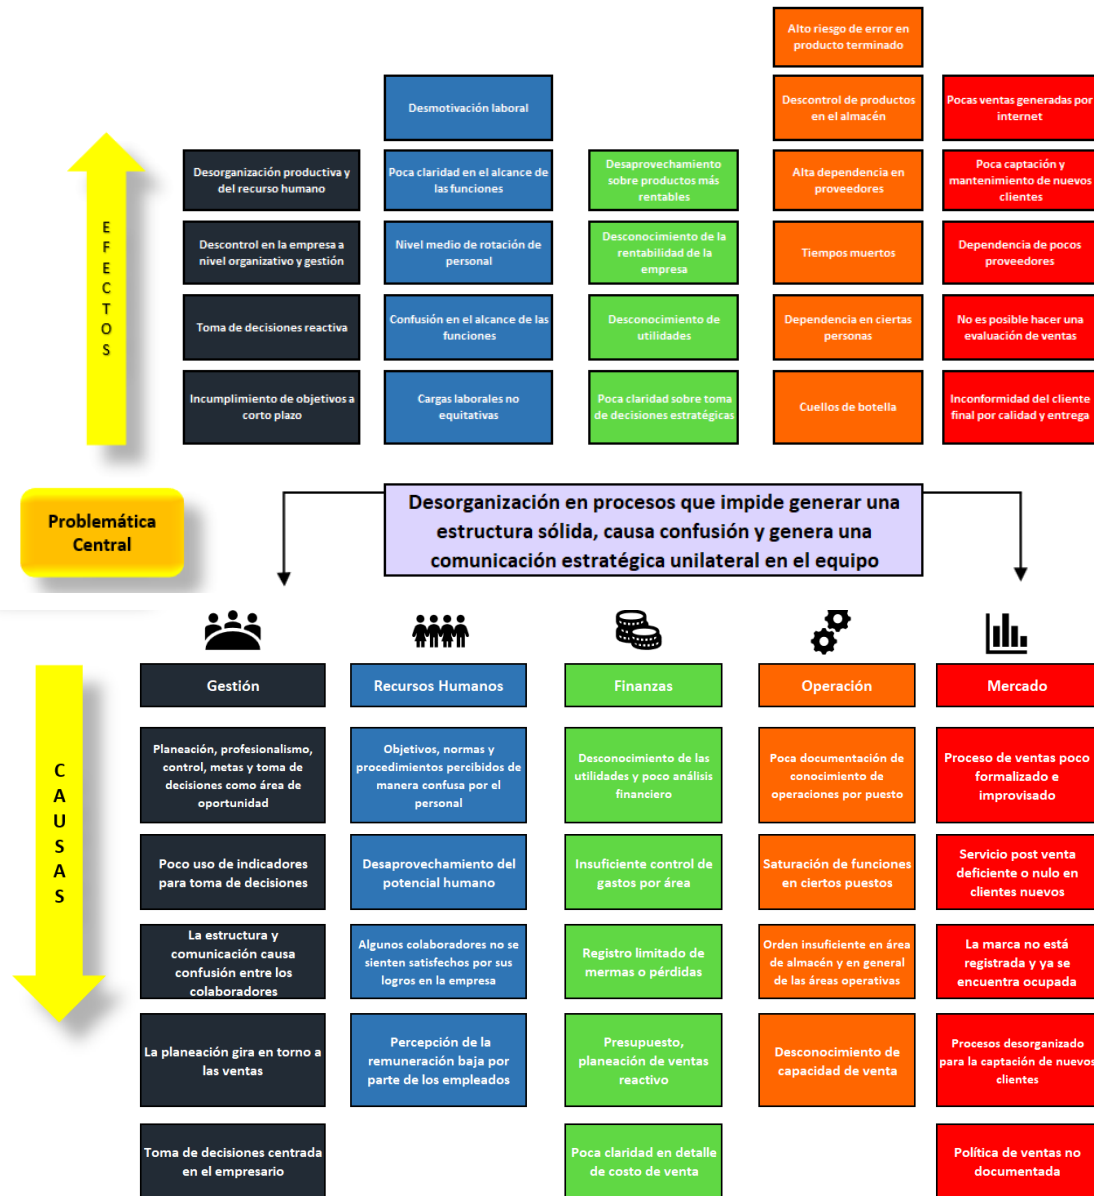 Alto riesgo de error en
producto terminado
Desmotivación laboral
Descontrol de productos
en el almacén
Pocas ventas generadas por
internet
Desorganización productiva y
del recurso humano
Poca claridad en el alcance de
las funciones
Desaprovechamiento
sobre productos más
rentables
Alta dependencia en
proveedores
Poca captación y
mantenimiento de nuevos
clientes
Descontrol en la empresa a
nivel organizativo y gestión
Nivel medio de rotación de
personal
Desconocimiento de la
rentabilidad de la
empresa
Tiempos muertos
Dependencia de pocos
proveedores
Toma de decisiones reactiva
Confusión en el alcance de las
funciones
Desconocimiento de
utilidades
Dependencia en ciertas
personas
No es posible hacer una
evaluación de ventas
Incumplimiento de objetivos a
corto plazo
Cargas laborales no
equitativas
Poca claridad sobre toma
de decisiones estratégicas
Cuellos de botella
Inconformidad del cliente
final por calidad y entrega
E
F
E
C
T
O
S
Problemática
Central
Desorganización en procesos que impide generar una
estructura sólida, causa confusión y genera una
comunicación estratégica unilateral en el equipo
C
A
U
S
A
S
Gestión
Recursos Humanos
Finanzas
Operación
Mercado
Planeación, profesionalismo,
control, metas y toma de
decisiones como área de
oportunidad
Objetivos, normas y
procedimientos percibidos de
manera confusa por el
personal
Desconocimiento de las
utilidades y poco análisis
financiero
Poca documentación de
conocimiento de
operaciones por puesto
Proceso de ventas poco
formalizado e
improvisado
Poco uso de indicadores
para toma de decisiones
Desaprovechamiento del
potencial humano
Insuficiente control de
gastos por área
Saturación de funciones
en ciertos puestos
Servicio post venta
deficiente o nulo en
clientes nuevos
La estructura y
comunicación causa
confusión entre los
colaboradores
Algunos colaboradores no se
sienten satisfechos por sus
logros en la empresa
Registro limitado de
mermas o pérdidas
Orden insuficiente en área
de almacén y en general
de las áreas operativas
La marca no está
registrada y ya se
encuentra ocupada
La planeación gira en torno a
las ventas
Percepción de la
remuneración baja por
parte de los empleados
Presupuesto,
planeación de ventas
reactivo
Desconocimiento de
capacidad de venta
Procesos desorganizado
para la captación de nuevos
clientes
Toma de decisiones centrada
en el empresario
Poca claridad en detalle
de costo de venta
Política de ventas no
documentada